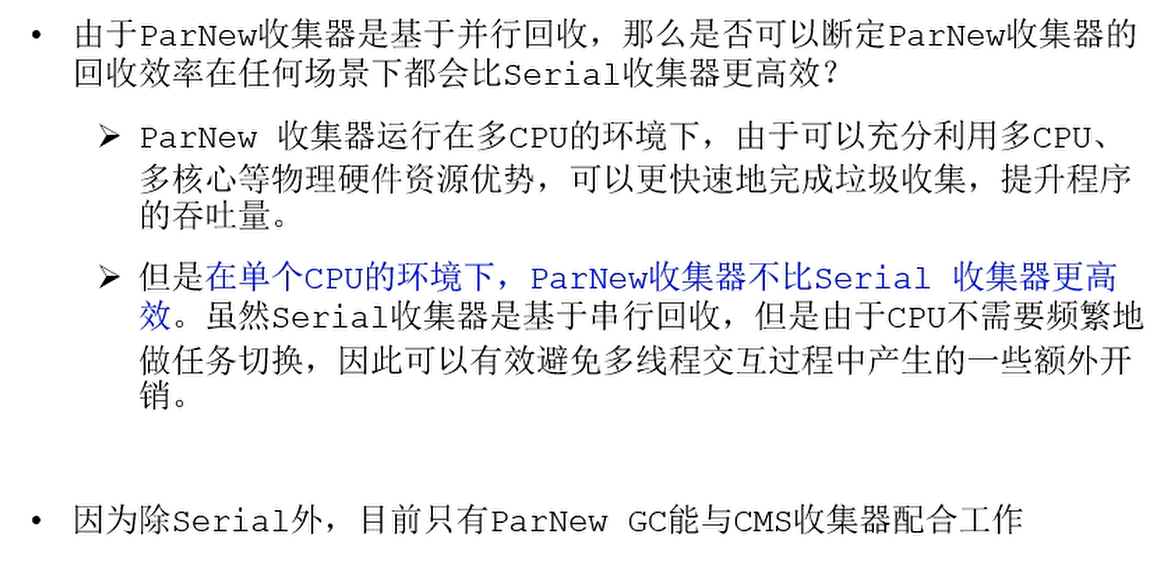 • 由于ParNew收集器是基于并行回收，那么是否可以断定ParNew收集器的
回收效率在任何场景下都会比Serial收集器更高效？
➢ ParNew 收集器运行在多CPU的环境下，由于可以充分利用多CPU、
多核心等物理硬件资源优势，可以更快速地完成垃圾收集，提升程序
的吞吐量。
➢ 但是在单个CPU的环境下，ParNew收集器不比Serial 收集器更高
效。虽然Serial收集器是基于串行回收，但是由于CPU不需要频繁地
做任务切换，因此可以有效避免多线程交互过程中产生的一些额外开
销。
• 因为除Serial外，目前只有ParNew GC能与CMS收集器配合工作